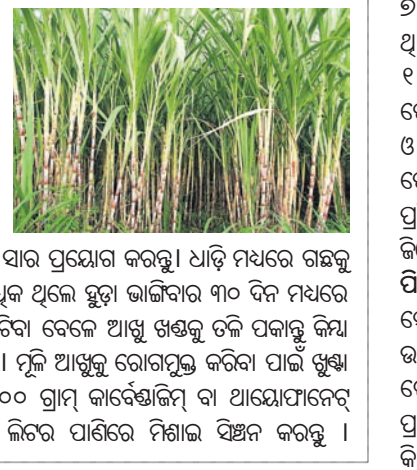 ସାର ପ୍ରୟୋଗ କରନ୍ତୁ। ଧାଡ଼ି ମଧ୍ୟରେ ଗଛକୁ
ଥିଲେ ହୁଡ଼ା ଭାଙ୍ଗିବାର ୩୦ ଦିନ ମଧ୍ୟରେ
ବେଳେ ଆଖୁ ଖଣ୍ଡକୁ ତଳି ପକାନ୍ତୁ କିମ୍ବା
। ମୂଳି ଆଖୁକୁ ରୋଗମୁକ୍ତ କରିବା ପାଇଁ ଖୁଣ୍ଟା
୦୦ ଗ୍ରାମ୍ କାର୍ବେଣ୍ଡାଜିମ୍ ବା ଥାୟୋଫାନେଟ୍
ଲିଟର ପାଣିରେ ମିଶାଇ ସିଞ୍ଚନ କରନ୍ତୁ ।